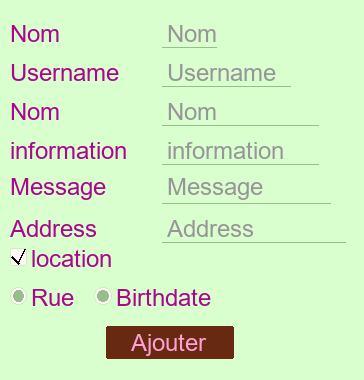 Nom Nom
Username Username
Nom Nom
information information
Message Message
Address Address
location
Rue Birthdate
Ajouter